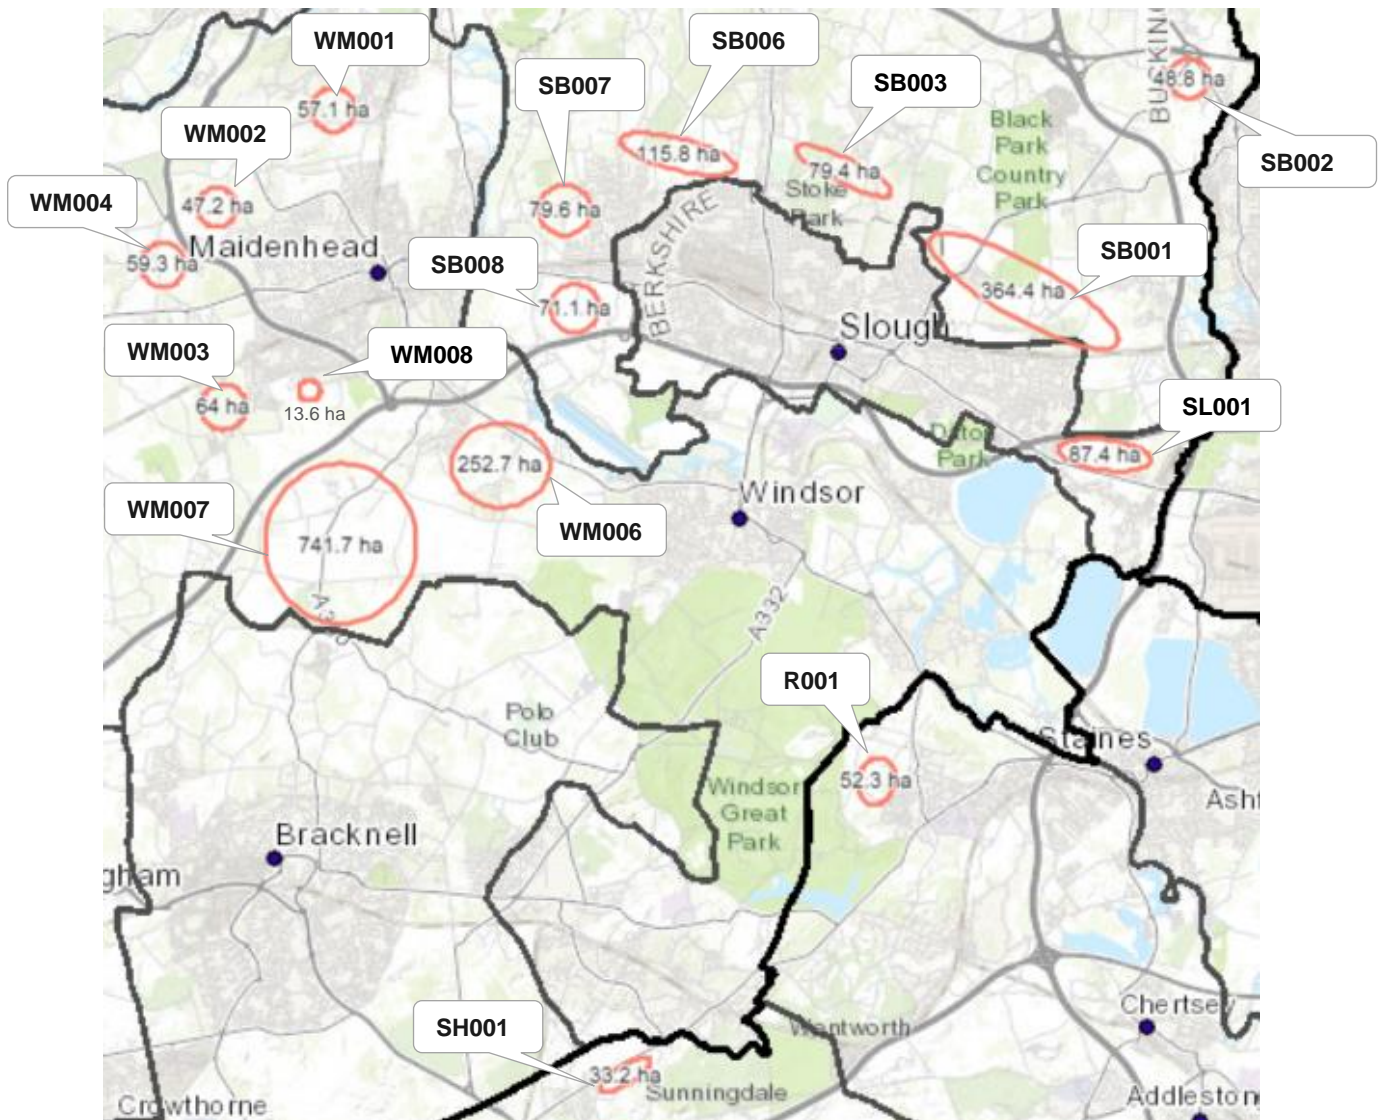 WM001
SB006
SB007
SB003
48.8 ha
BUSKING
57.1 ha
WM002
Black
Park
Country
Park
SB002
115.8 ha
79.4 ha
Stoke
Park
WM004
47.2 ha
79.6 ha
BERKSHIRE
Maidenhead
59.3 ha
SB008
SB001
364.4 ha
71.1 ha
Slough
WM003
WM008
64 ha
13.6 ha
SL001
Park
87.4 ha
252.7 ha
Windsor
WM007
WM006
741.7 ha
A332
R001
Polo
Club
Staines
52.3 ha
Windsor
Great
Park
Ashf
Bracknell
gham
Chertsey
SH001
Wentworth
33.2 ha
Sunningdale
Crowthorne
Addleston